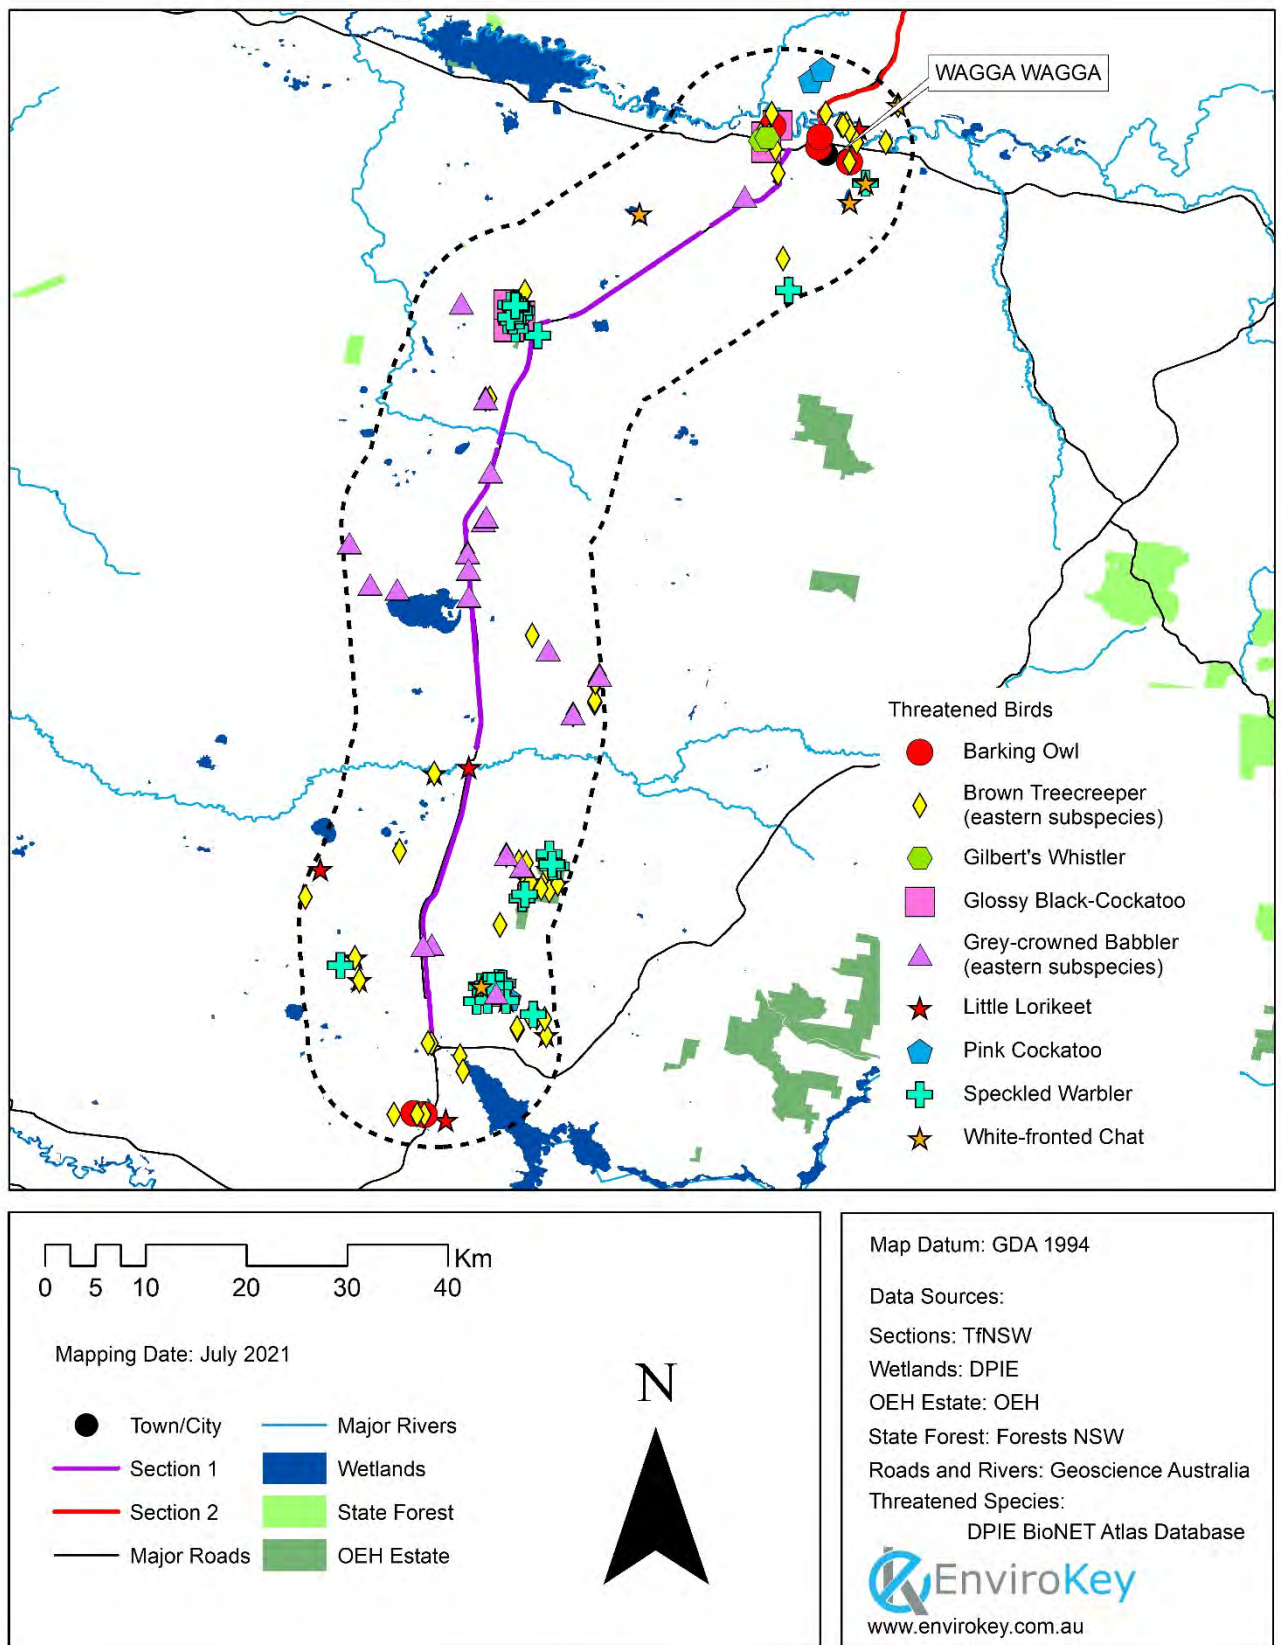 WAGGA WAGGA
Threatened Birds
Barking Owl
Brown Treecreeper
(eastern subspecies)
Gilbert's Whistler
Glossy Black-Cockatoo
Grey-crowned Babbler
(eastern subspecies)
Little Lorikeet
Pink Cockatoo
Speckled Warbler
White-fronted Chat
Km
0 5 10 20 30 40
Mapping Date: July 2021
Town/City
Section 1
Section 2
Major Roads
Major Rivers
Wetlands
State Forest
OEH Estate
N
Map Datum: GDA 1994
Data Sources:
Sections: TfNSW
Wetlands: DPIE
OEH Estate: OEH
State Forest: Forests NSW
Roads and Rivers: Geoscience Australia
Threatened Species:
DPIE BioNET Atlas Database
EnviroKey
www.envirokey.com.au